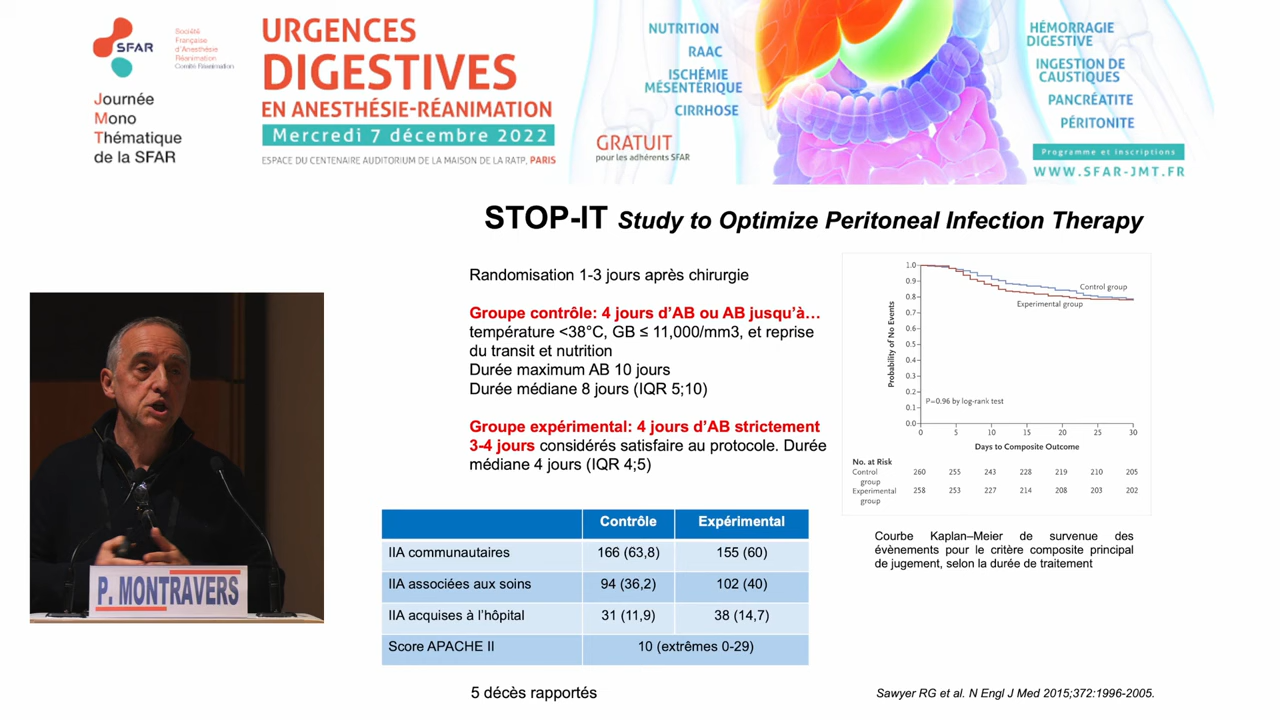 SFAR
Société
Française
d'Anesthésie
Réanimation
Comité Réanimation
Journée
Mono
Thématique
de la SFAR
URGENCES
DIGESTIVES
EN ANESTHÉSIE-RÉANIMATION
Mercredi 7 décembre 2022
ESPACE DU CENTENAIRE AUDITORIUM DE LA MAISON DE LA RATP, PARIS
NUTRITION
RAAC
ISCHÉMIE
MÉSENTÉRIQUE
CIRRHOSE
GRATUIT
pour les adhérents SFAR
HÉMORRAGIE
DIGESTIVE
INGESTION DE
CAUSTIQUES
PANCRÉATITE
PÉRITONITE
Programme et inscriptions
WWW.SFAR-JMT.FR
STOP-IT Study to Optimize Peritoneal Infection Therapy
Randomisation 1-3 jours après chirurgie
Groupe contrôle: 4 jours d'AB ou AB jusqu'à…
température <38°C, GB ≤ 11,000/mm3, et reprise
du transit et nutrition
Durée maximum AB 10 jours
Durée médiane 8 jours (IQR 5;10)
Groupe expérimental: 4 jours d'AB strictement
3-4 jours considérés satisfaire au protocole. Durée
médiane 4 jours (IQR 4;5)
Probability of No Events
1.0
0.9
0.8
0.7
0.6
0.5
0.4
0.3
0.2
0.1
0.0
Control group
Experimental group
P=0.96 by log-rank test
0 5 10 15 20 25 30
Days to Composite Outcome
No. at Risk
Control group 260 255 243 228 219 210 205
Experimental group 258 253 227 214 208 203 202
Courbe Kaplan–Meier de survenue des
évènements pour le critère composite principal
de jugement, selon la durée de traitement
Contrôle Expérimental
IIA communautaires 166 (63,8) 155 (60)
IIA associées aux soins 94 (36,2) 102 (40)
IIA acquises à l'hôpital 31 (11,9) 38 (14,7)
Score APACHE II 10 (extrêmes 0-29)
5 décès rapportés
Sawyer RG et al. N Engl J Med 2015;372:1996-2005.
P. MONTRAVERS